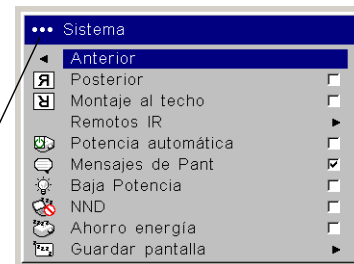 Sistema
Anterior
Posterior
Montaje al techo
Remotos IR
Potencia automática
Mensajes de Pant
Baja Potencia
NND
Ahorro energía
Guardar pantalla